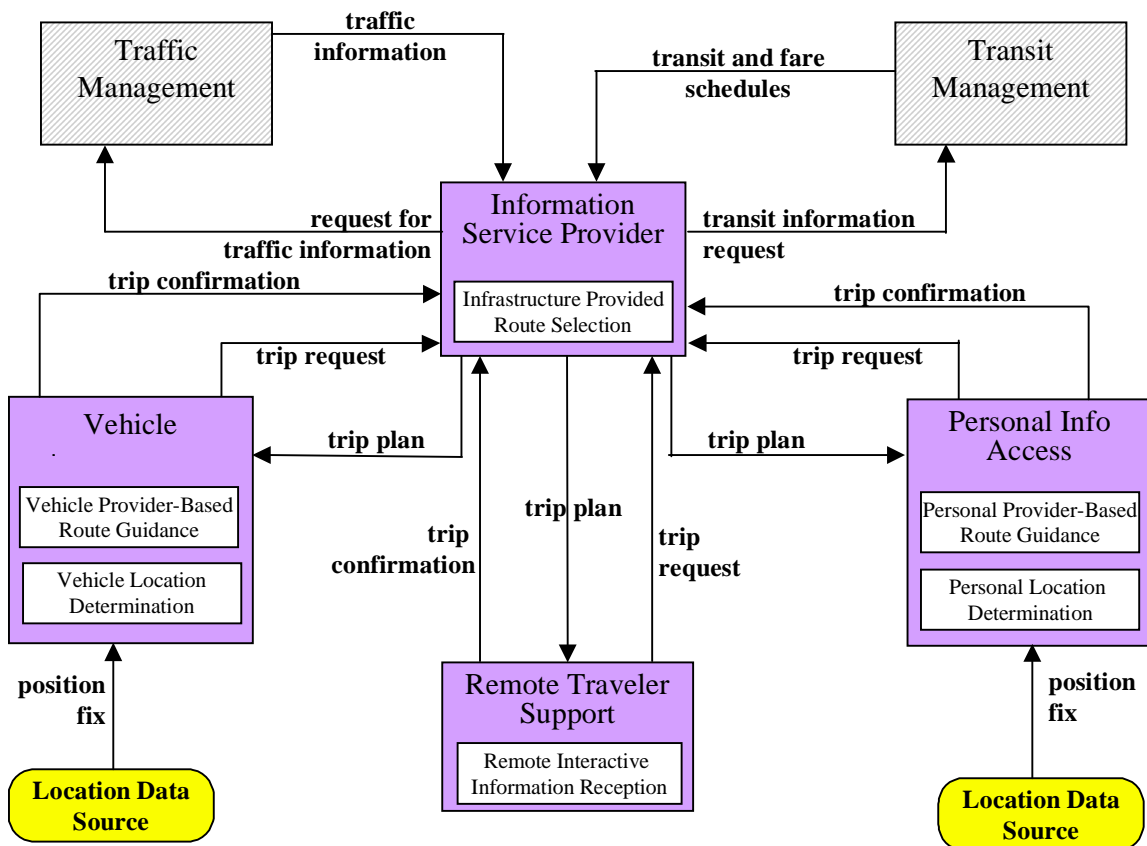 traffic
information
Traffic
Management
transit and fare
schedules
Transit
Management
request for
traffic information
Information
Service Provider
transit information
request
trip confirmation
Infrastructure Provided
Route Selection
trip confirmation
trip request
trip request
Vehicle
trip plan
trip plan
Personal Info
Access
Vehicle Provider-Based
Route Guidance
Vehicle Location
Determination
trip
confirmation
trip plan
trip
request
Personal Provider-Based
Route Guidance
Personal Location
Determination
position
fix
Remote Traveler
Support
Remote Interactive
Information Reception
position
fix
Location Data
Source
Location Data
Source